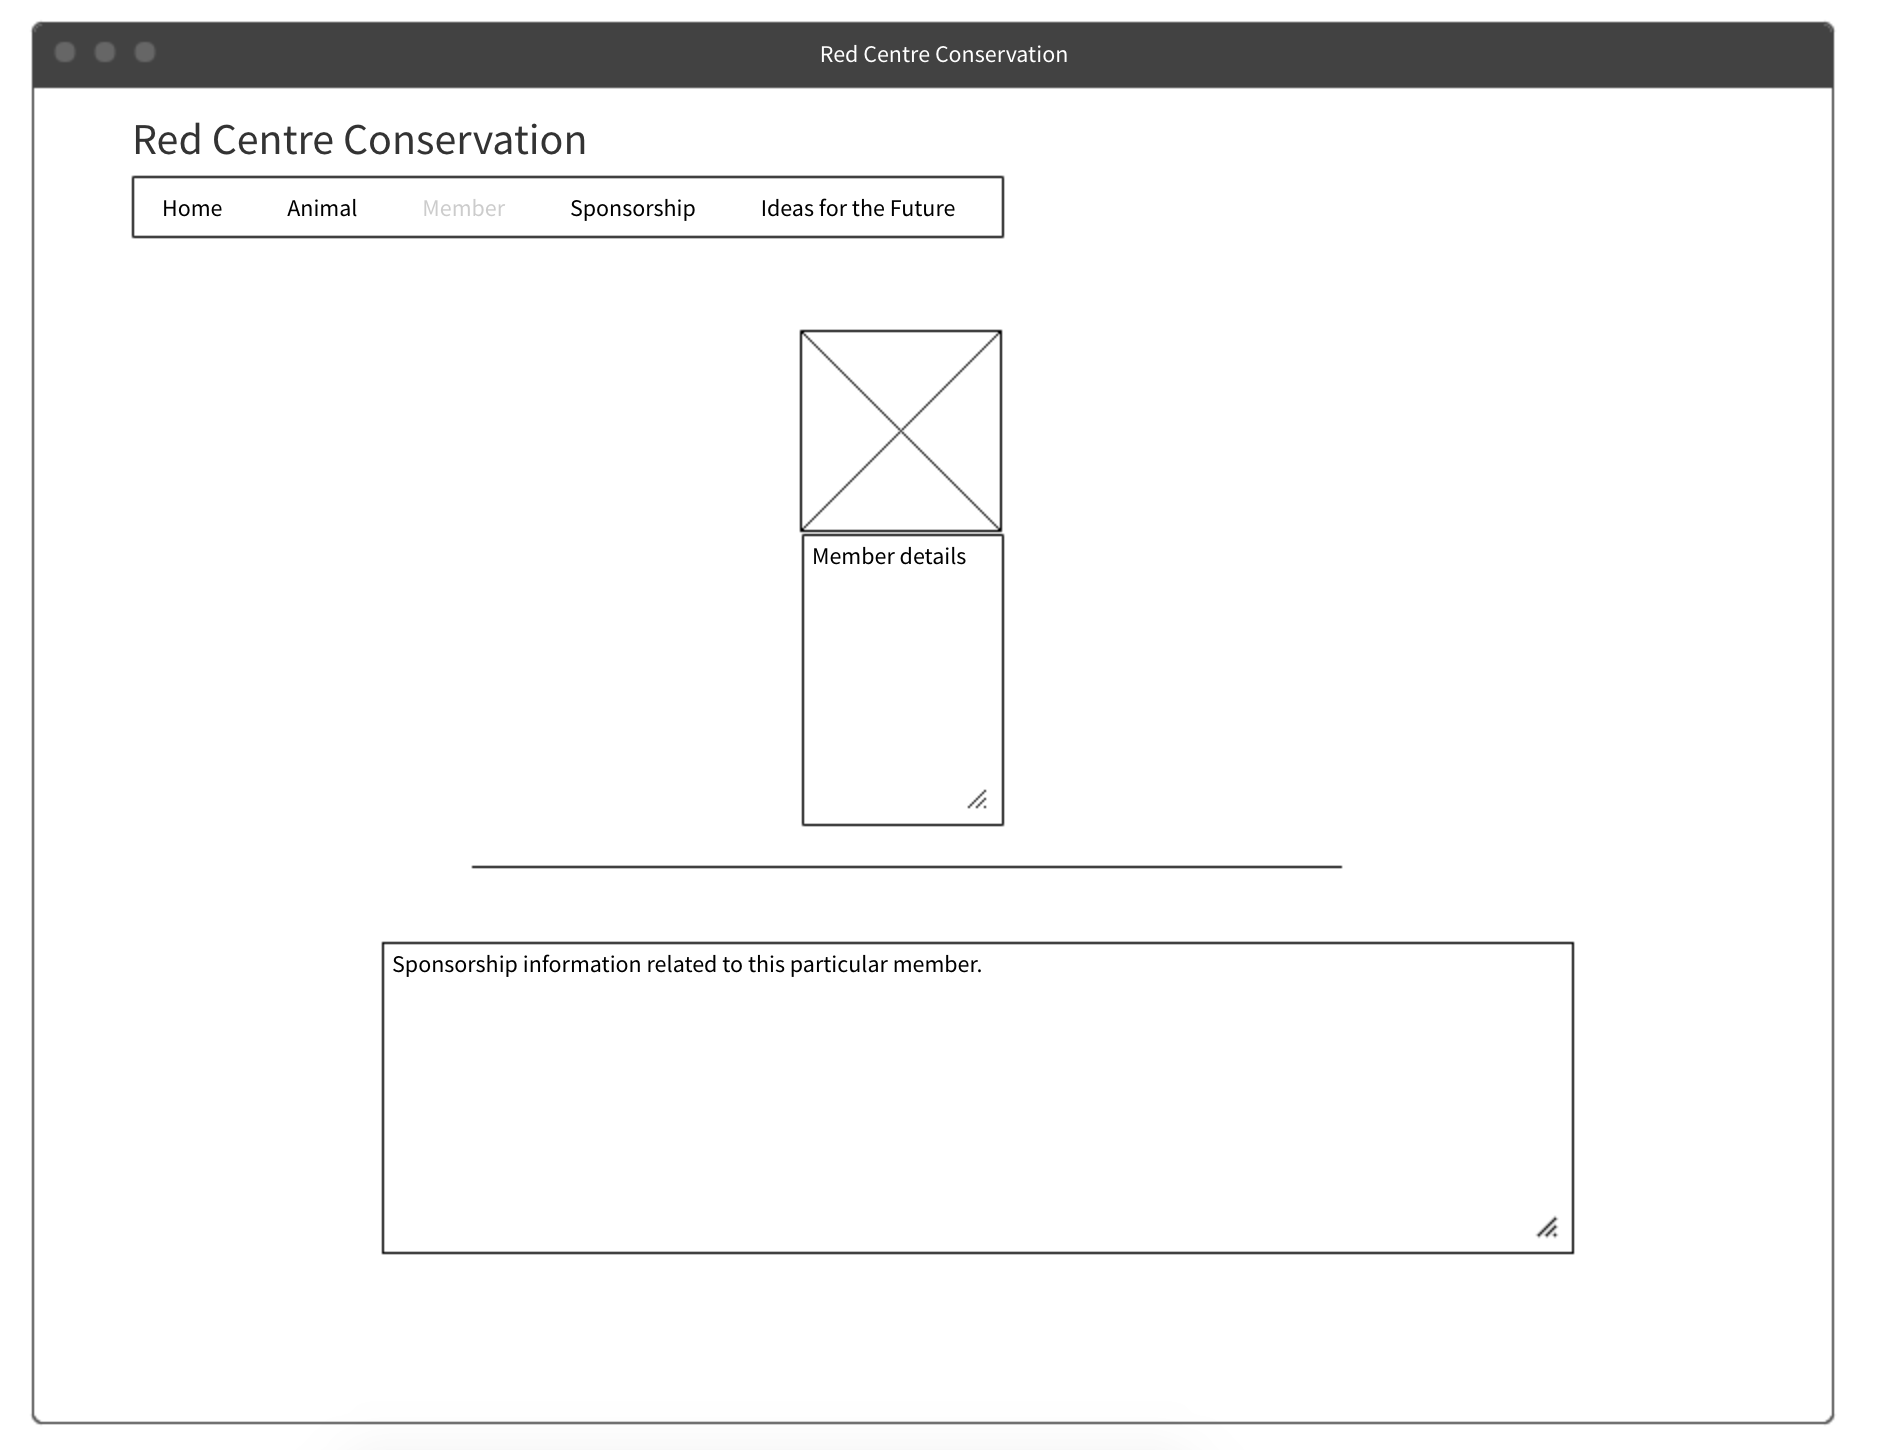 Red Centre Conservation
Red Centre Conservation
Home Animal Member Sponsorship Ideas for the Future
Member details
Sponsorship information related to this particular member.